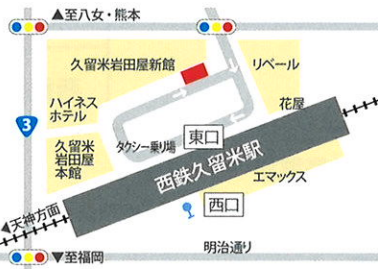 ▲至八女・熊本
久留米岩田屋新館
リベール
ハイネス
ホテル
花屋
3
久留米
岩田屋
本館
タクシー乗り場
東口
西鉄久留米駅
エマックス
西口
◀天神方面
▼至福岡
明治通り